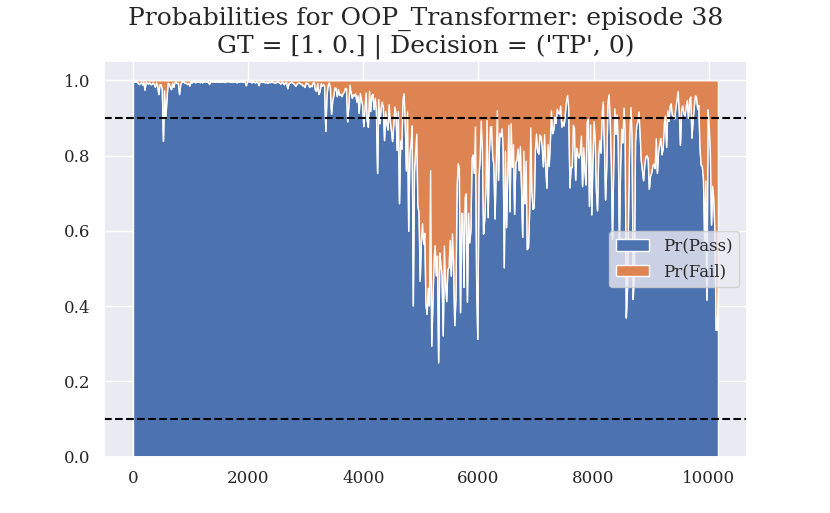 Probabilities for OOP_Transformer: episode 38
GT = [1. 0.] | Decision = ('TP', 0)
1.0
0.8
0.6
0.4
0.2
0.0
Pr(Pass)
Pr(Fail)
0 2000 4000 6000 8000 10000